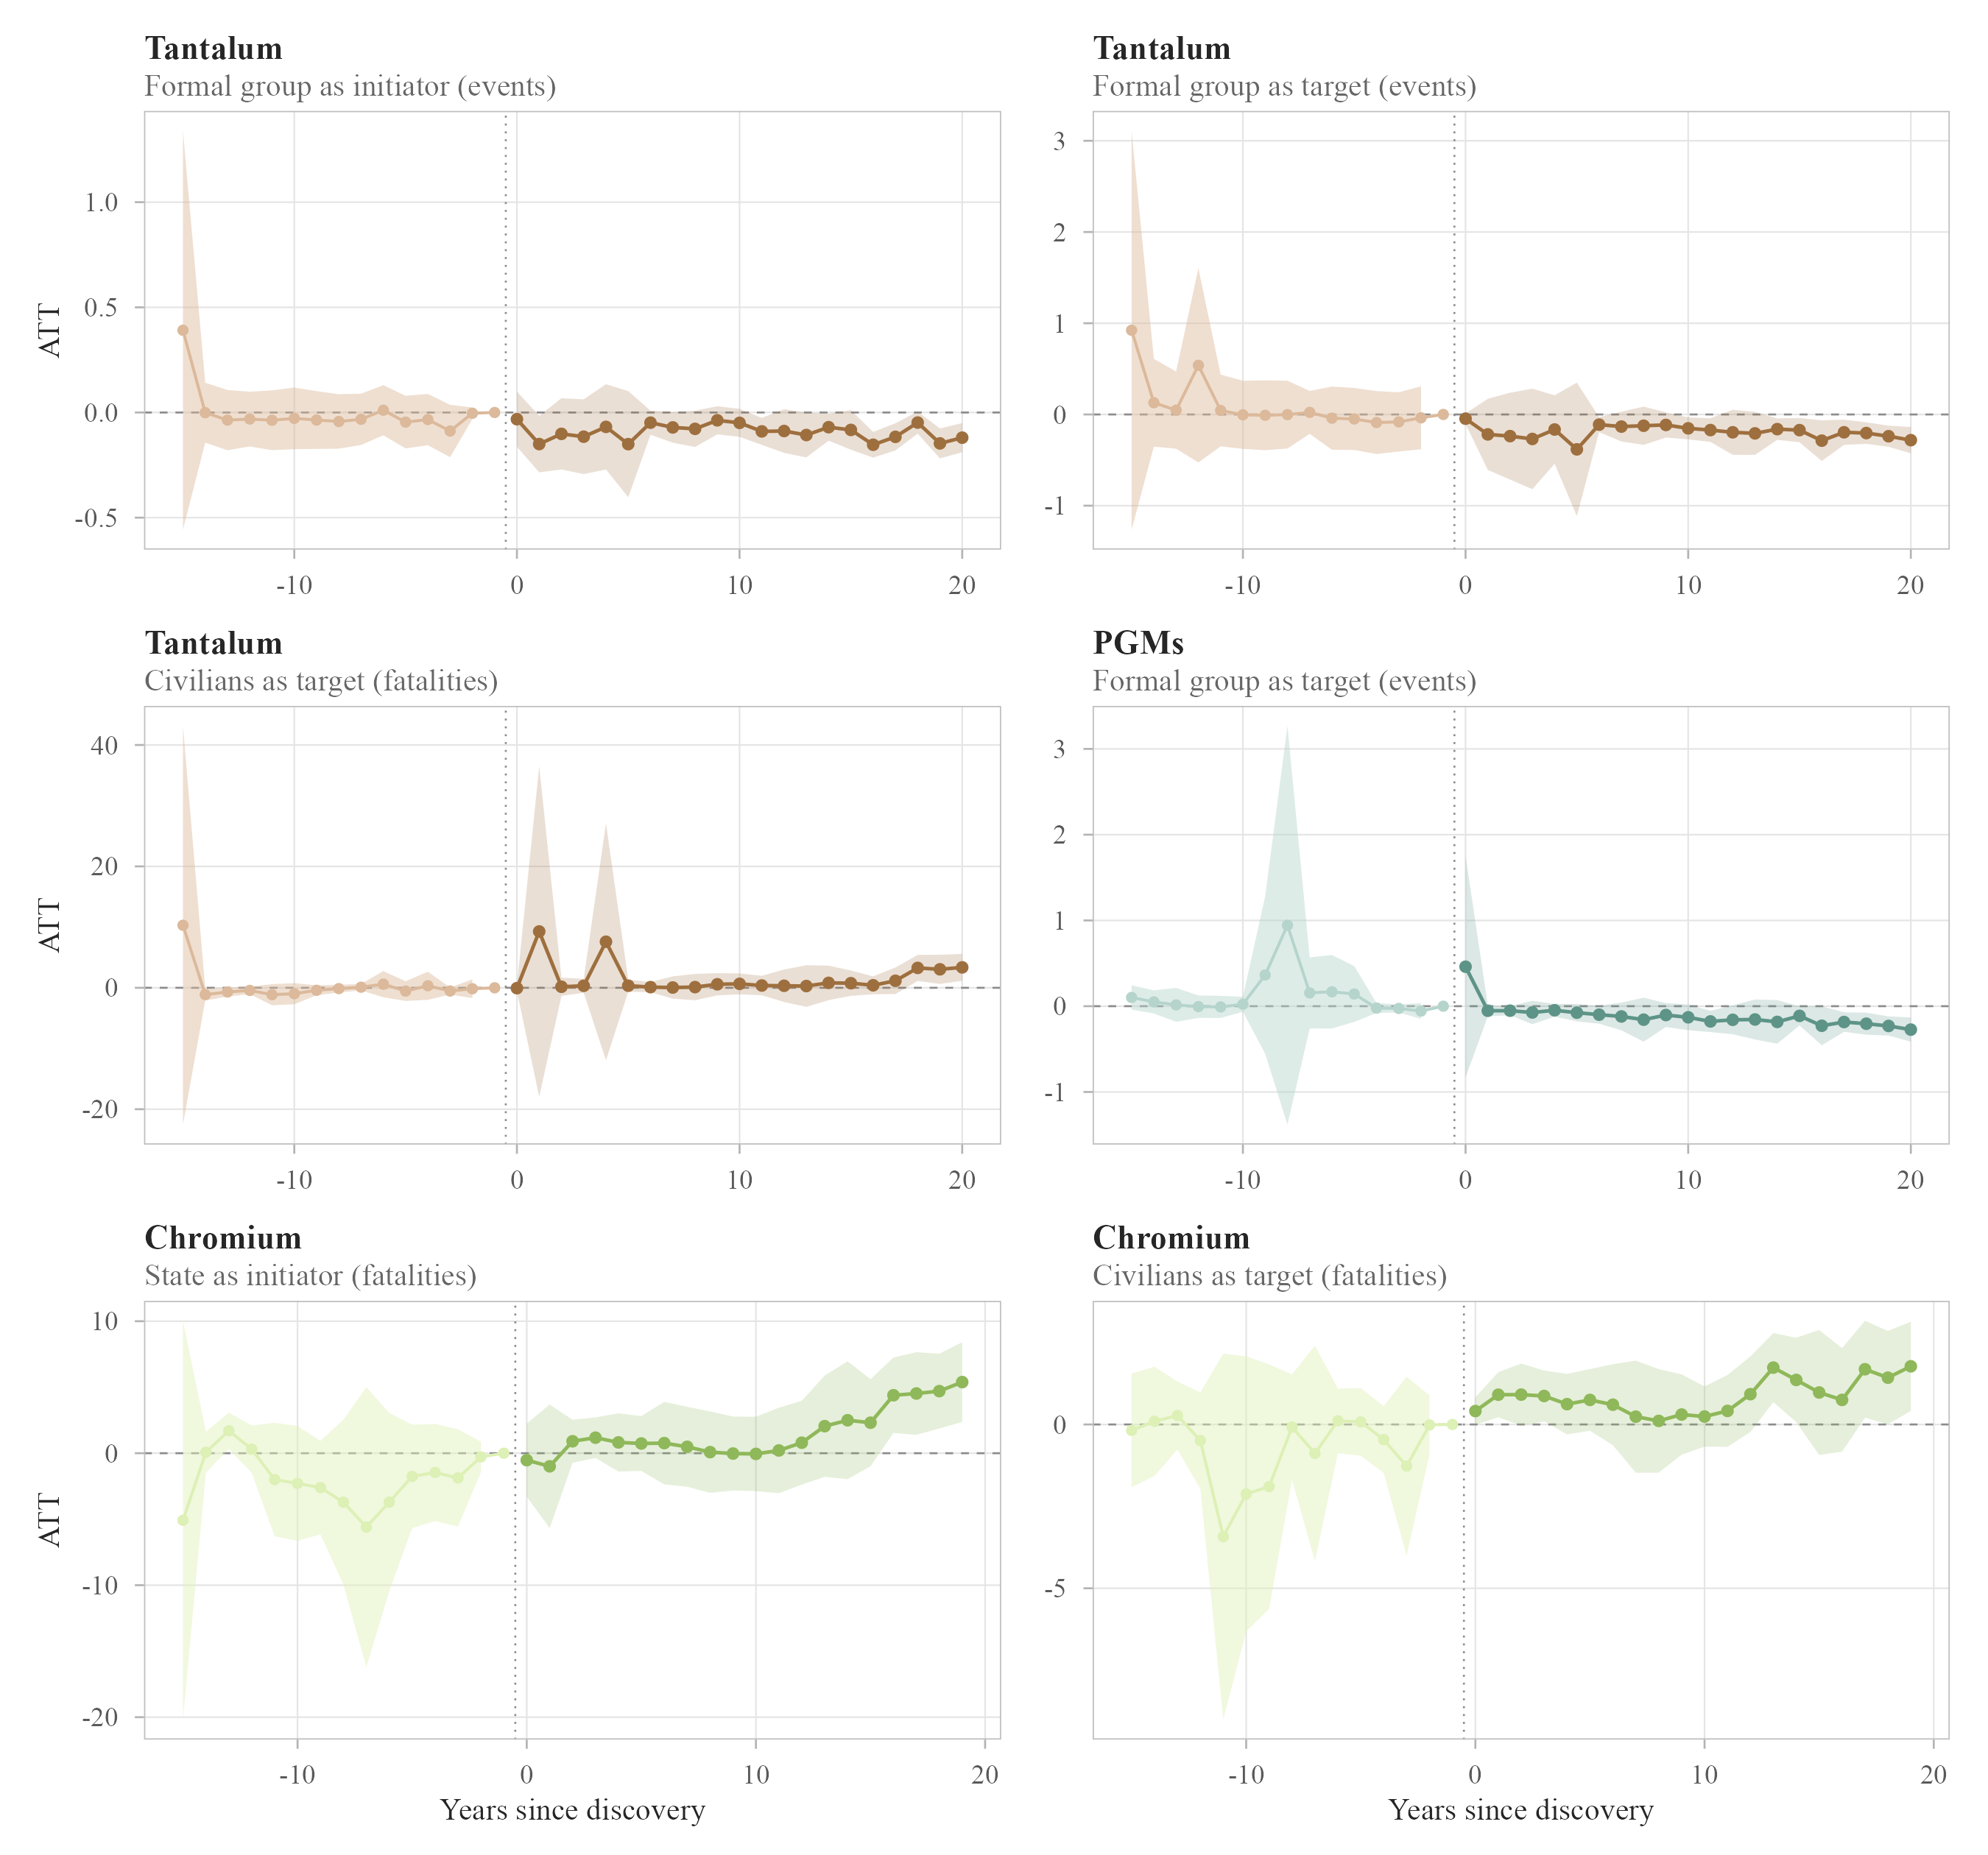 Tantalum
Formal group as initiator (events)
ATT
1.0
0.5
0.0
-0.5
-10 0 10 20
Tantalum
Formal group as target (events)
3
2
1
0
-1
-10 0 10 20
Tantalum
Civilians as target (fatalities)
ATT
40
20
0
-20
-10 0 10 20
PGMs
Formal group as target (events)
3
2
1
0
-1
-10 0 10 20
Chromium
State as initiator (fatalities)
ATT
10
0
-10
-20
-10 0 10 20
Years since discovery
Chromium
Civilians as target (fatalities)
0
-5
-10 0 10 20
Years since discovery